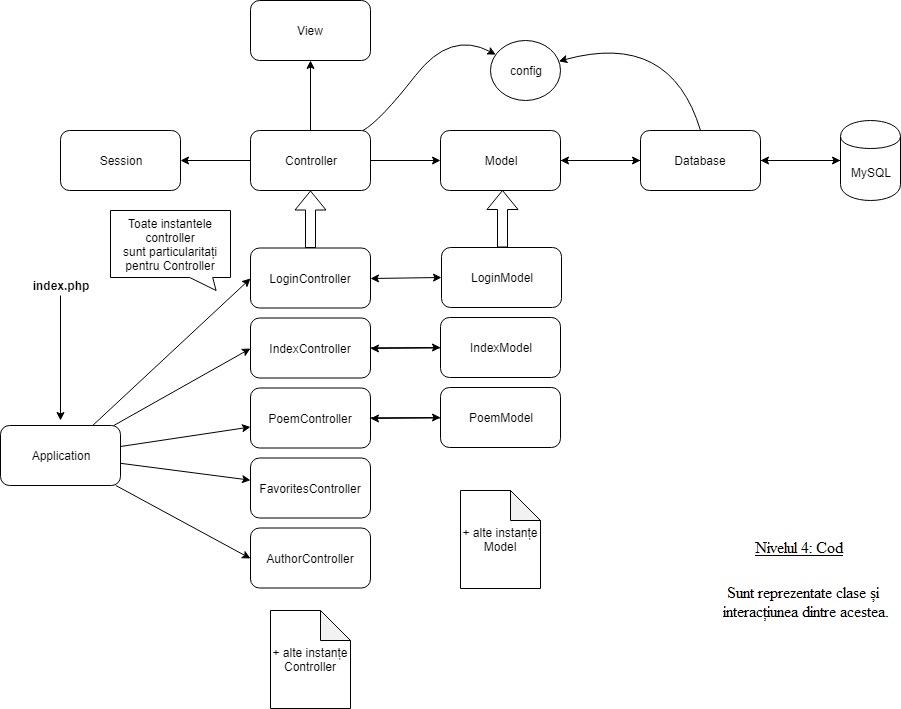 View
config
Session
Controller
Model
Database
MySQL
Toate instantele
controller
sunt particularitați
pentru Controller
index.php
LoginController
LoginModel
IndexController
IndexModel
PoemController
PoemModel
Application
FavoritesController
+ alte instanțe
Model
AuthorController
Nivelul 4: Cod
Sunt reprezentate clase și
interacțiunea dintre acestea.
+ alte instanțe
Controller